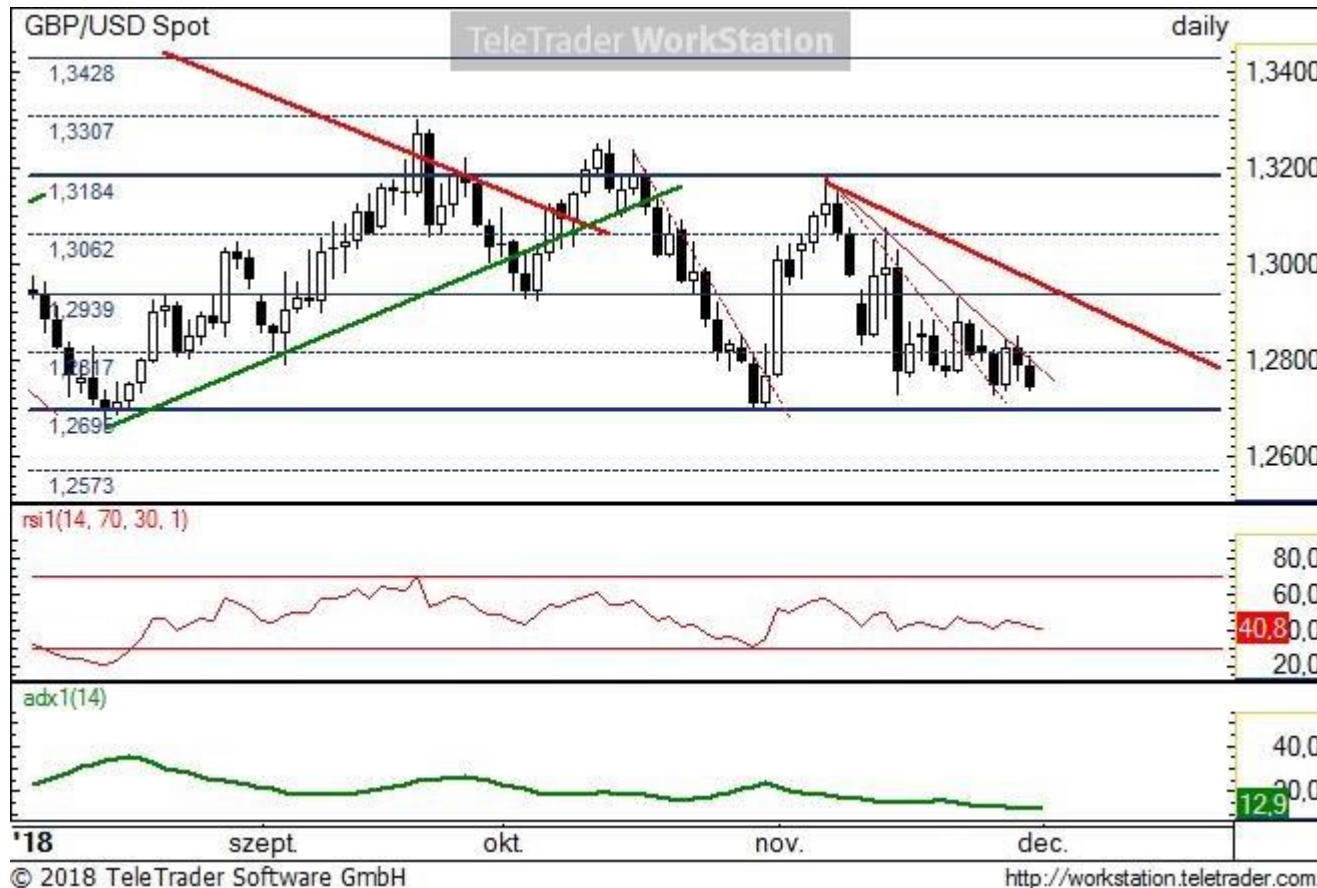 GBP/USD Spot
TeleTrader WorkStation
daily
1,3428
1,3307
1,3184
1,3062
1,2939
1,2817
1,2695
1,2573
1,3400
1,3200
1,3000
1,2800
1,2600
rsi1(14, 70, 30, 1)
80,0
60,0
40,8
20,0
adx1(14)
40,0
12,9
'18 szept. okt. nov. dec.
© 2018 TeleTrader Software GmbH http://workstation.teletrader.com